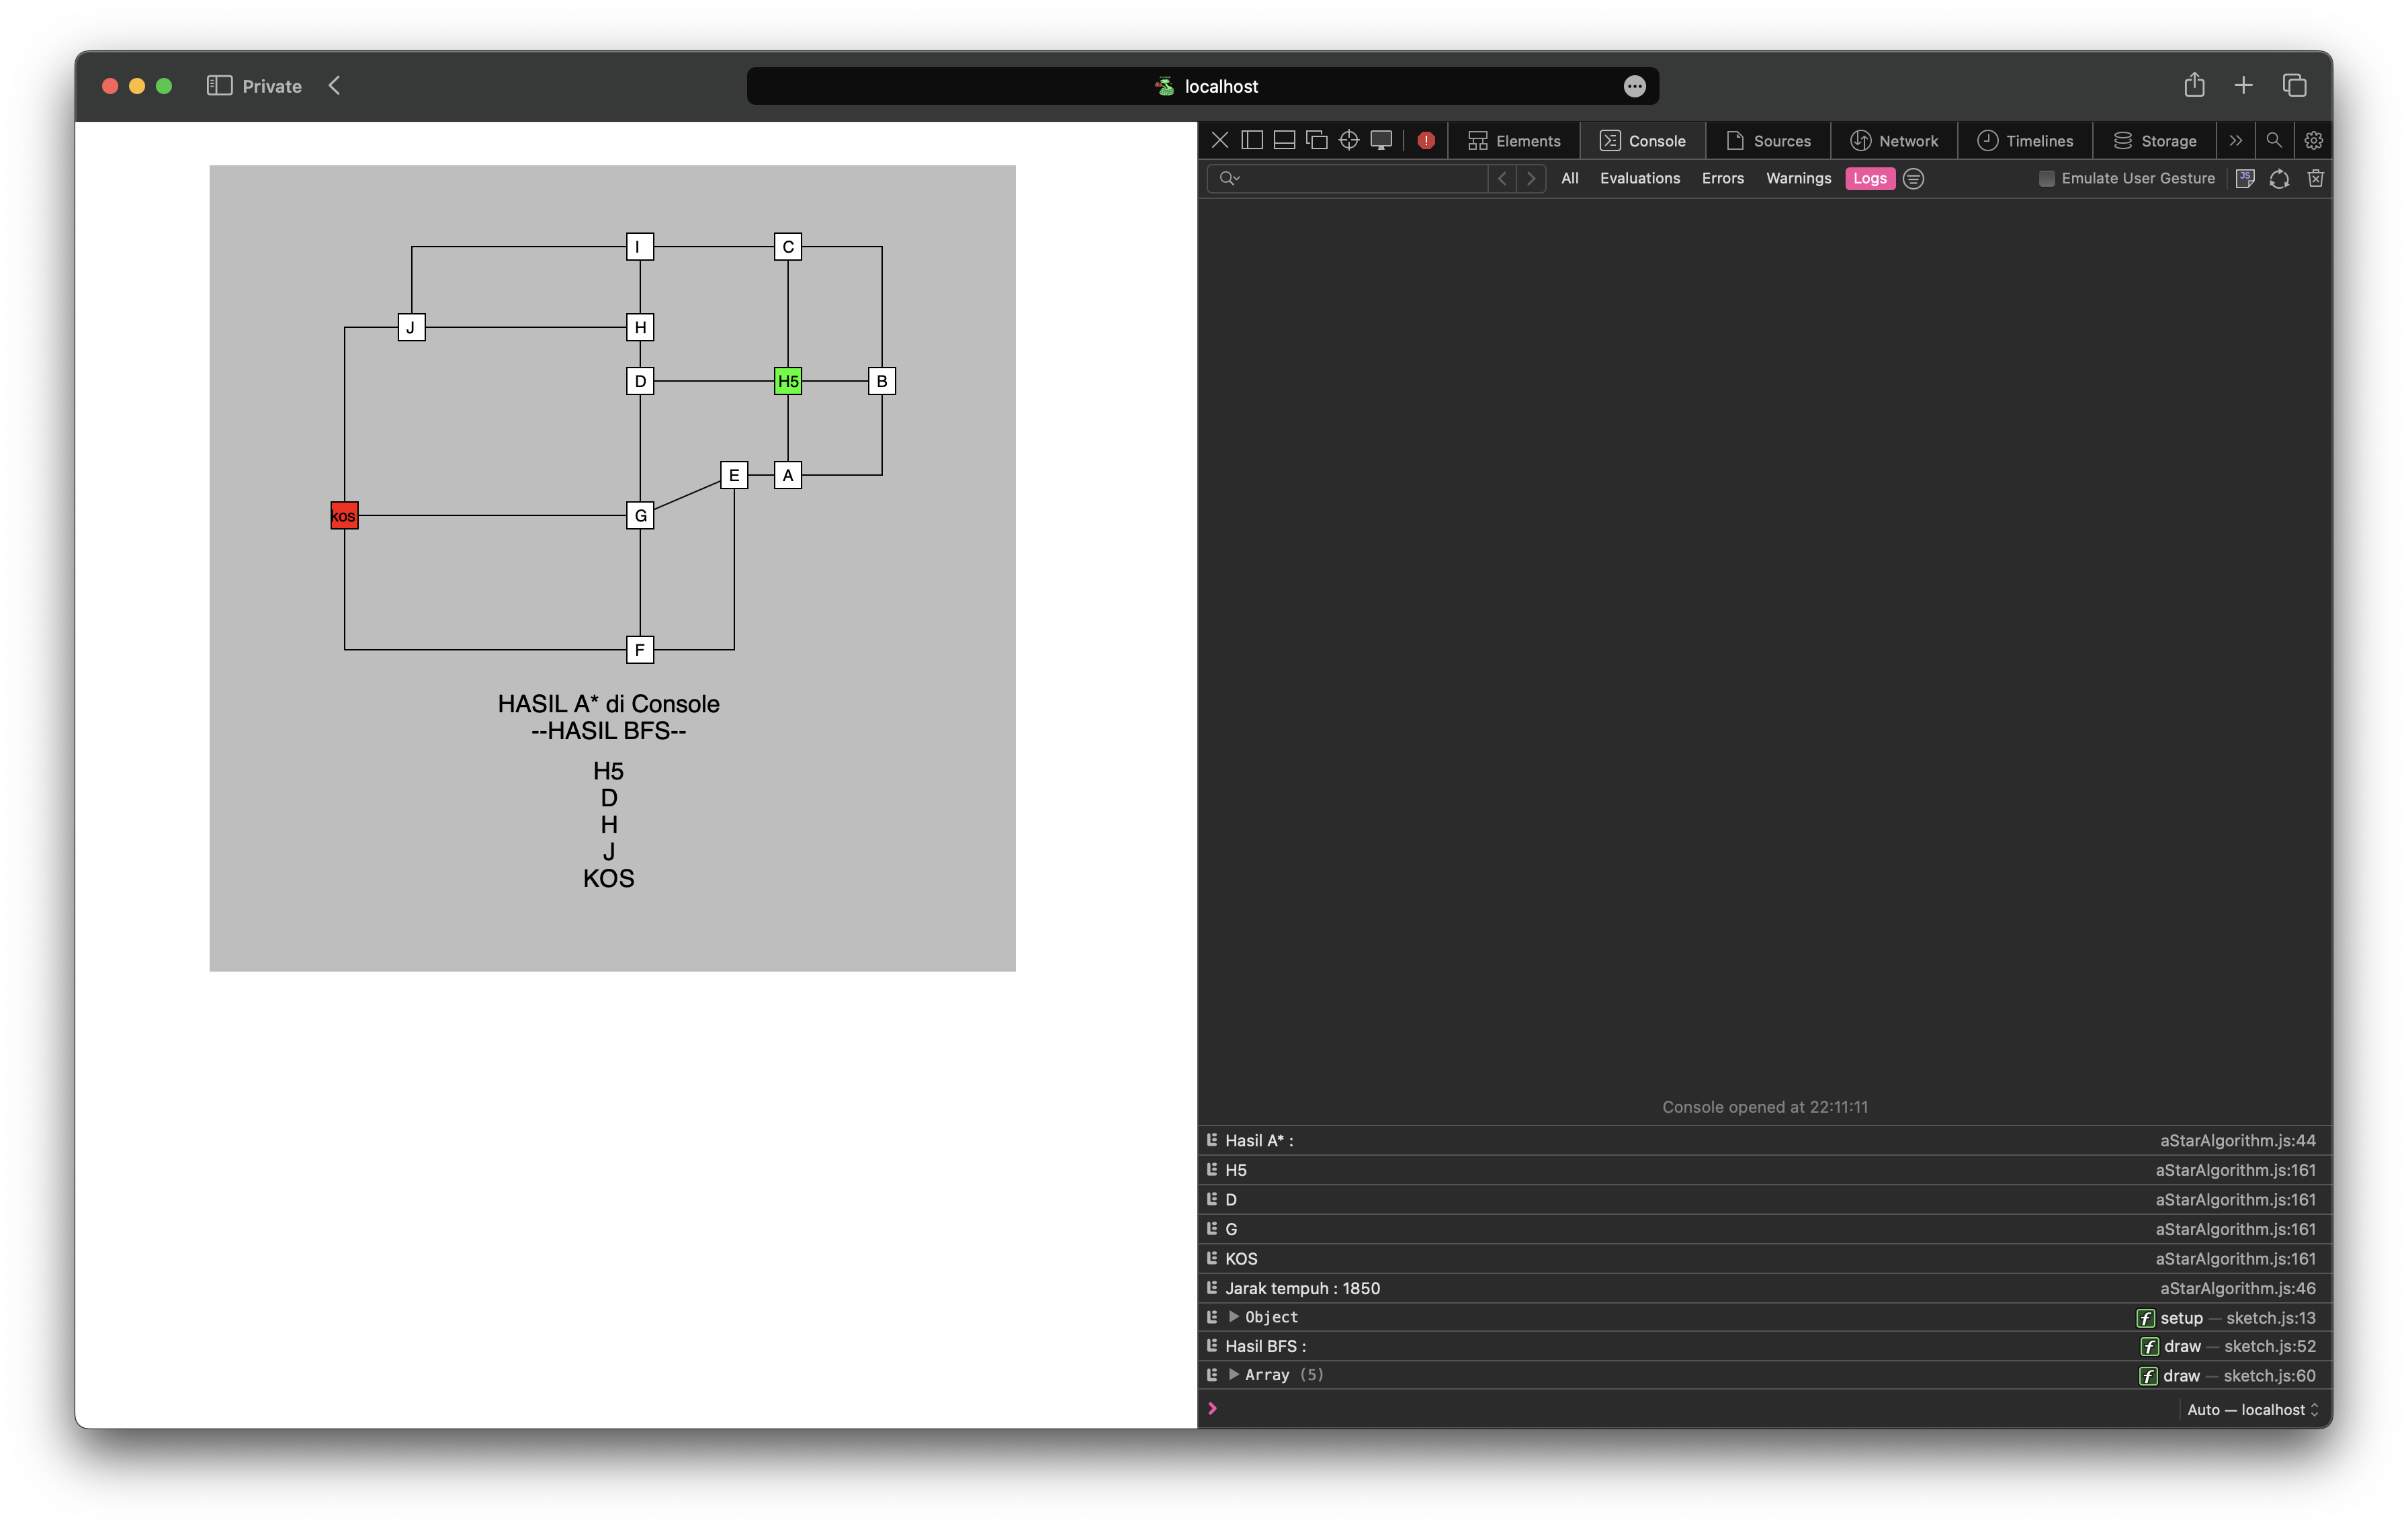 Private
localhost
Elements
Console
Sources
Network
Timelines
Storage
All
Evaluations
Errors
Warnings
Logs
Emulate User Gesture
I
C
J
H
D
H5
B
E
A
kos
G
F
HASIL A* di Console
--HASIL BFS--
H5
D
H
J
KOS
Console opened at 22:11:11
Hasil A* : aStarAlgorithm.js:44
H5 aStarAlgorithm.js:161
D aStarAlgorithm.js:161
G aStarAlgorithm.js:161
KOS aStarAlgorithm.js:161
Jarak tempuh : 1850 aStarAlgorithm.js:46
Object f setup — sketch.js:13
Hasil BFS : f draw — sketch.js:52
Array (5) f draw — sketch.js:60
Auto — localhost